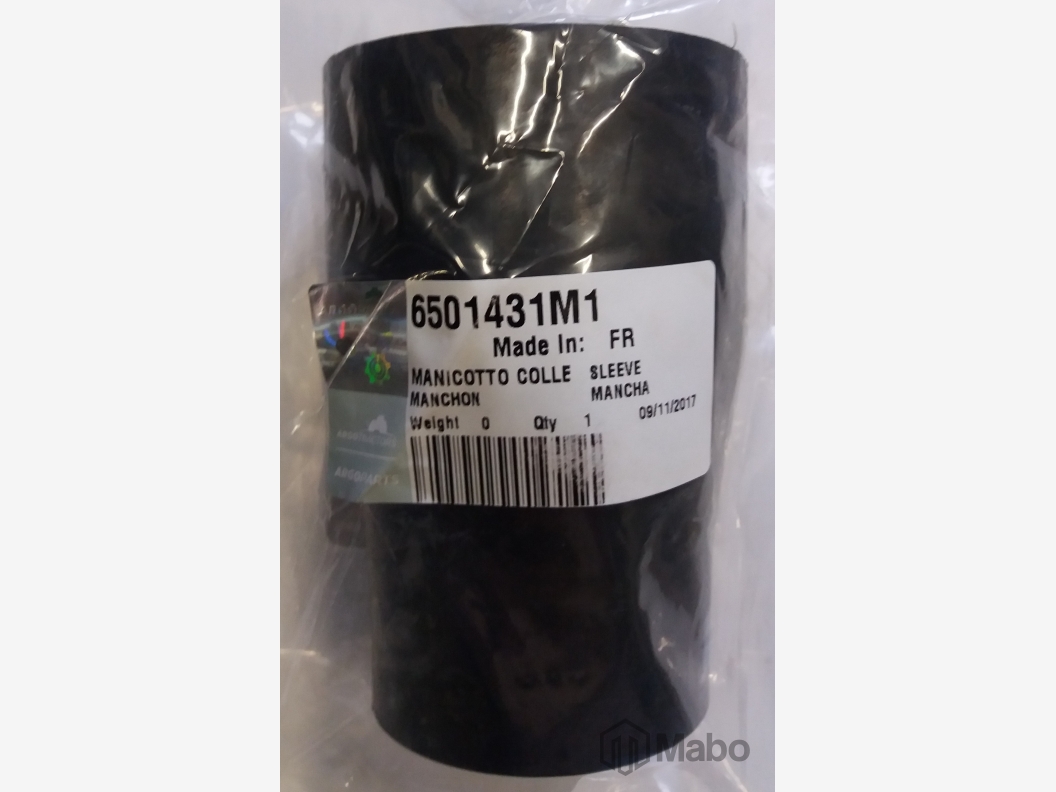 6501431M1
Made In: FR
MANICOTTO COLLE SLEEVE
MANCHON MANCHA
09/11/2017
Weight 0 Qty 1
Mabo